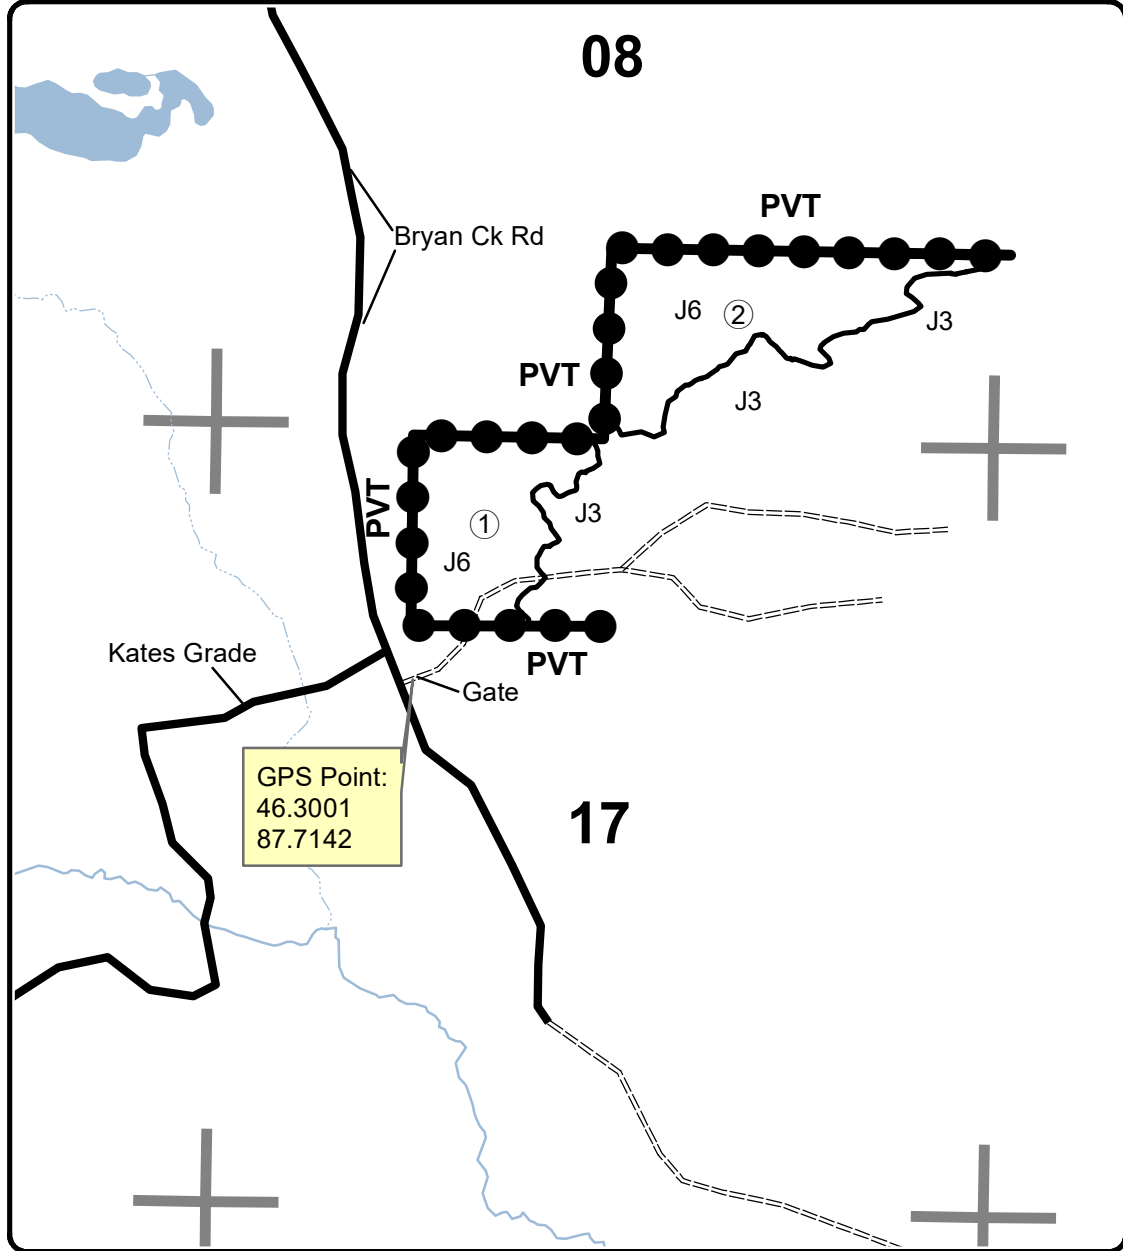 08
PVT
Bryan Ck Rd
J6
2
J3
PVT
J3
PVT
1
J3
J6
Kates Grade
PVT
Gate
GPS Point:
46.3001
87.7142
17